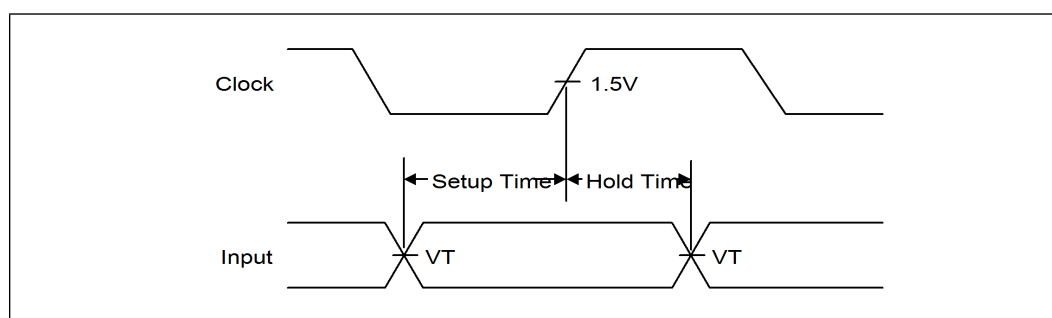 Clock
1.5V
Setup Time
Hold Time
Input
VT
VT